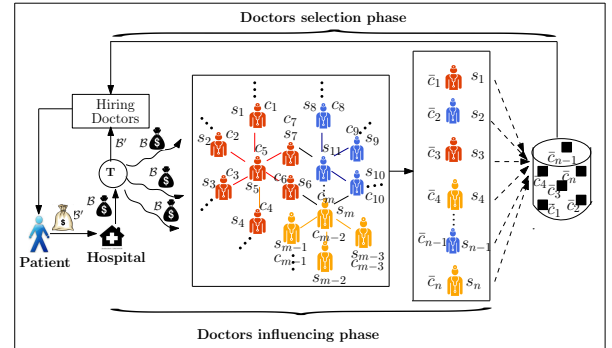 Doctors selection phase
Hiring
Doctors
B′
B
T
B
B′
Patient
Hospital
$
s1 c1
s2 c2
s3 c3
s4 c4
c5
s5
c6 s6
c7
s7
s8 c8
c9 s9
s10
c10
s11
cm
sm
sm−1
cm−1
cm−2
sm−2
sm−3
cm−3
c̄1 s1
c̄2 s2
c̄3 s3
c̄4 s4
c̄n−1 sn−1
c̄n sn
c̄n−1
c̄4 c̄n
c̄3
c̄1 c̄2
Doctors influencing phase